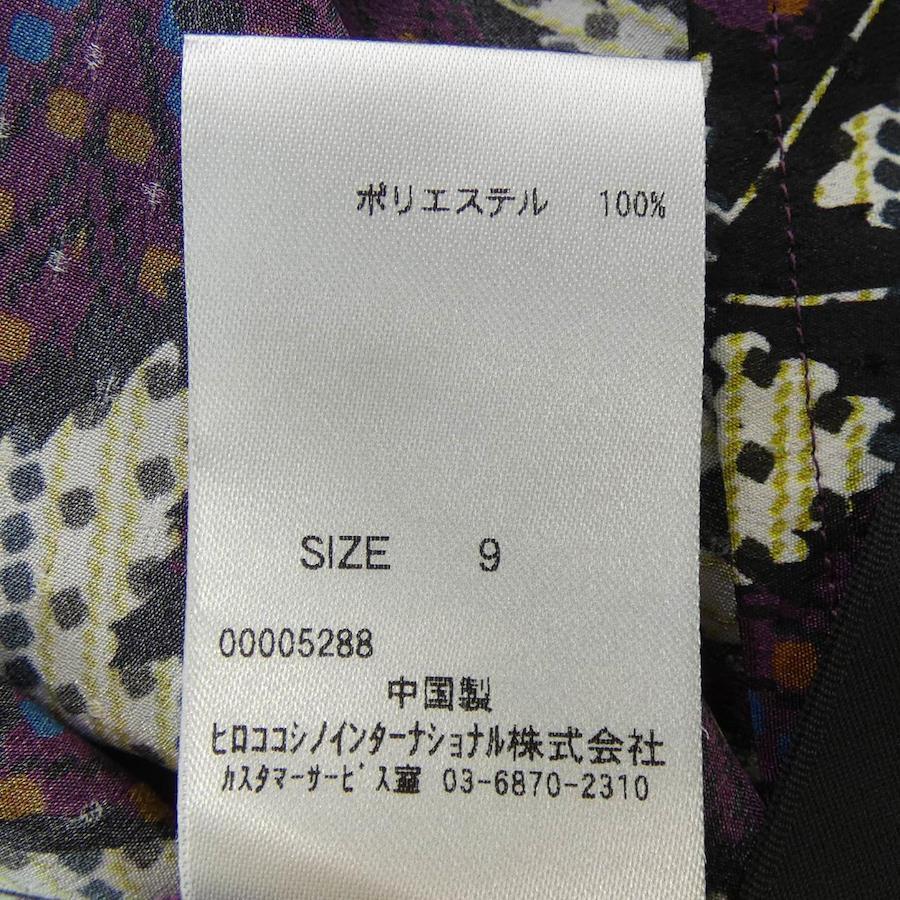 ポリエステル 100%
SIZE 9
00005288
中国製
ヒロココシノインターナショナル株式会社
カスタマーサービス室 03-6870-2310